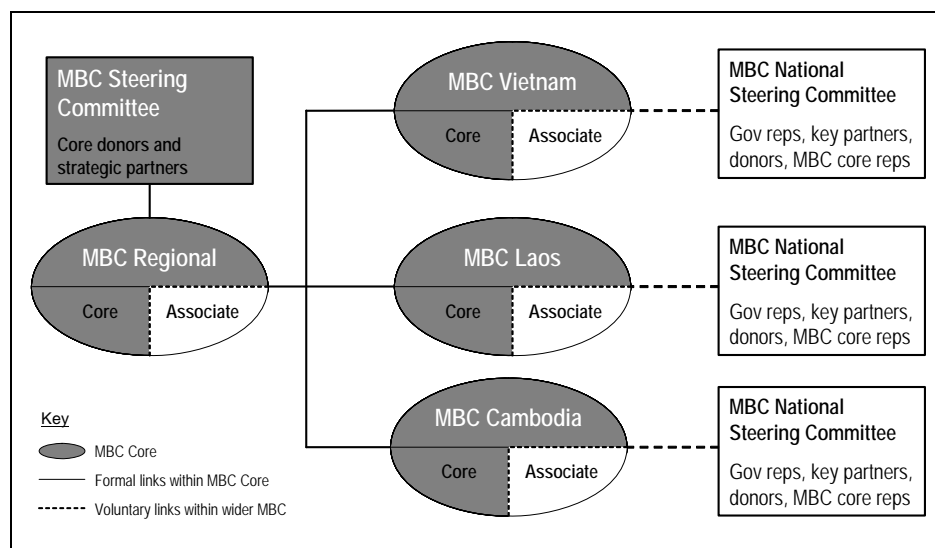 MBC Steering
Committee
Core donors and
strategic partners
MBC Regional
Core
Associate
MBC Vietnam
Core
Associate
MBC National
Steering Committee
Gov reps, key partners,
donors, MBC core reps
MBC Laos
Core
Associate
MBC National
Steering Committee
Gov reps, key partners,
donors, MBC core reps
MBC Cambodia
Core
Associate
MBC National
Steering Committee
Gov reps, key partners,
donors, MBC core reps
Key
MBC Core
Formal links within MBC Core
Voluntary links within wider MBC